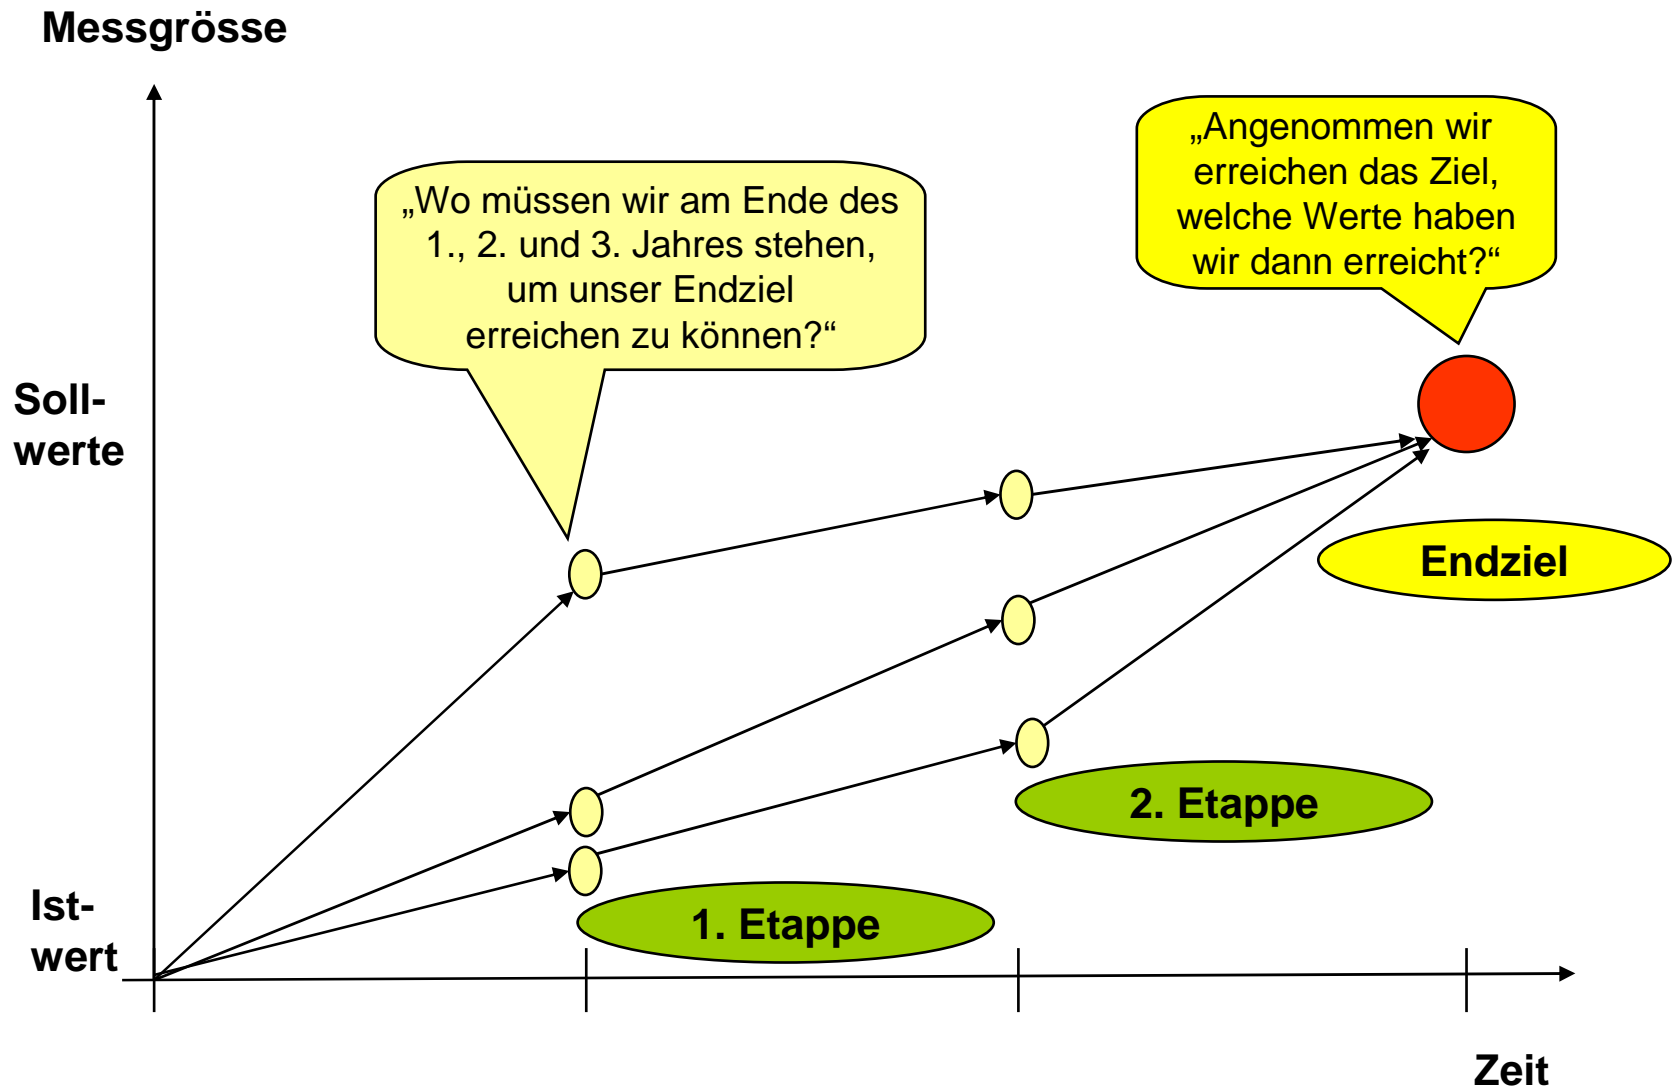 Messgrösse
„Angenommen wir
erreichen das Ziel,
welche Werte haben
wir dann erreicht?“
„Wo müssen wir am Ende des
1., 2. und 3. Jahres stehen,
um unser Endziel
erreichen zu können?“
Soll-
werte
Endziel
2. Etappe
1. Etappe
Ist-
wert
Zeit